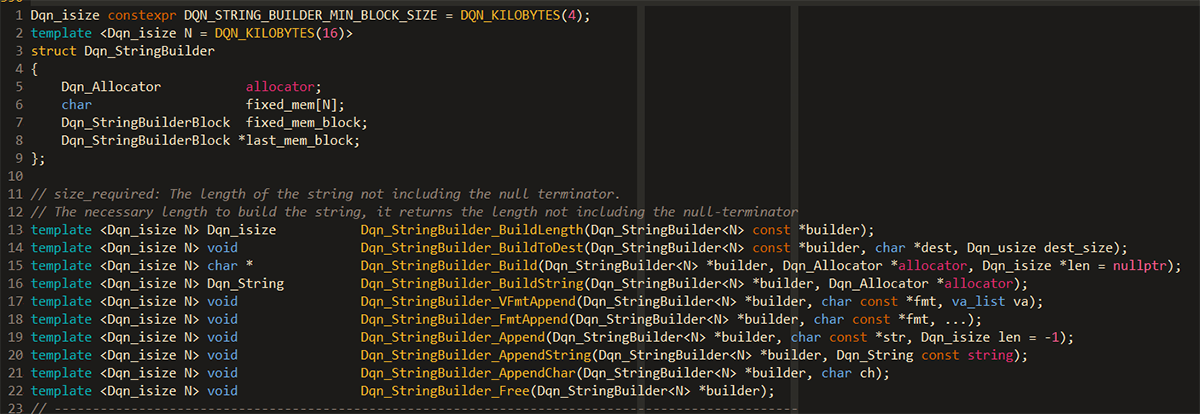 1 Dqn_isize constexpr DQN_STRING_BUILDER_MIN_BLOCK_SIZE = DQN_KILOBYTES(4);
2 template <Dqn_isize N = DQN_KILOBYTES(16)>
3 struct Dqn_StringBuilder
4 {
5     Dqn_Allocator           allocator;
6     char                    fixed_mem[N];
7     Dqn_StringBuilderBlock  fixed_mem_block;
8     Dqn_StringBuilderBlock *last_mem_block;
9 };
10
11 // size_required: The length of the string not including the null terminator.
12 // The necessary length to build the string, it returns the length not including the null-terminator
13 template <Dqn_isize N> Dqn_isize           Dqn_StringBuilder_BuildLength(Dqn_StringBuilder<N> const *builder);
14 template <Dqn_isize N> void                Dqn_StringBuilder_BuildToDest(Dqn_StringBuilder<N> const *builder, char *dest, Dqn_usize dest_size);
15 template <Dqn_isize N> char *              Dqn_StringBuilder_Build(Dqn_StringBuilder<N> *builder, Dqn_Allocator *allocator, Dqn_isize *len = nullptr);
16 template <Dqn_isize N> Dqn_String          Dqn_StringBuilder_BuildString(Dqn_StringBuilder<N> *builder, Dqn_Allocator *allocator);
17 template <Dqn_isize N> void                Dqn_StringBuilder_VFmtAppend(Dqn_StringBuilder<N> *builder, char const *fmt, va_list va);
18 template <Dqn_isize N> void                Dqn_StringBuilder_FmtAppend(Dqn_StringBuilder<N> *builder, char const *fmt, ...);
19 template <Dqn_isize N> void                Dqn_StringBuilder_Append(Dqn_StringBuilder<N> *builder, char const *str, Dqn_isize len = -1);
20 template <Dqn_isize N> void                Dqn_StringBuilder_AppendString(Dqn_StringBuilder<N> *builder, Dqn_String const string);
21 template <Dqn_isize N> void                Dqn_StringBuilder_AppendChar(Dqn_StringBuilder<N> *builder, char ch);
22 template <Dqn_isize N> void                Dqn_StringBuilder_Free(Dqn_StringBuilder<N> *builder);
23 // -------------------------------------------------------------------------------------------------